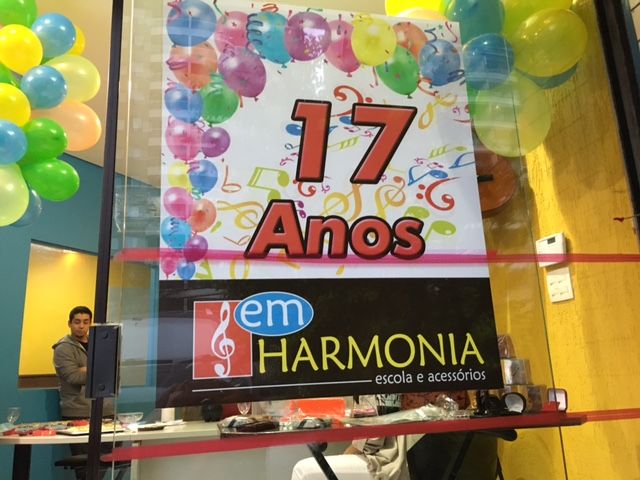 17
Anos
em
HARMONIA
escola e acessórios